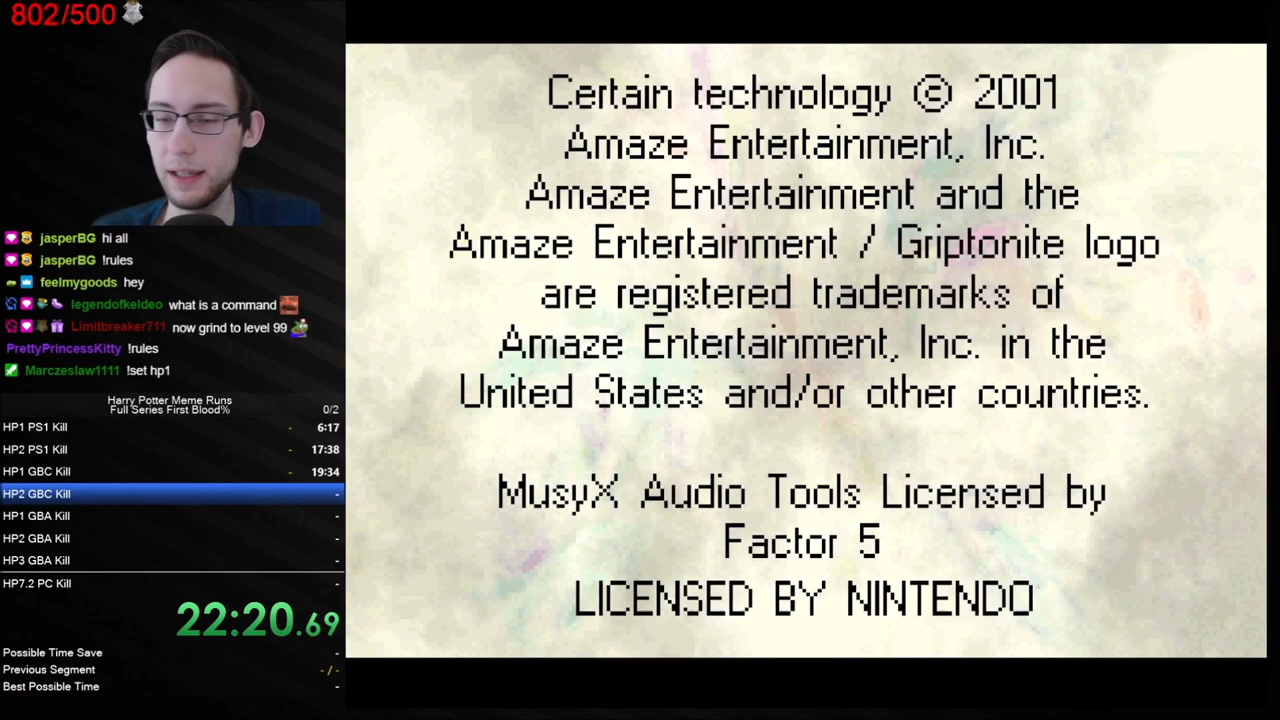 802/500
jasperBG hi all
jasperBG !rules
feelmygoods hey
legendofkeldeo what is a command
Limitbreaker711 now grind to level 99
PrettyPrincessKitty !rules
Marczeslaw1111 !set hp1
Harry Potter Meme Runs
Full Series First Blood% 0/2
HP1 PS1 Kill - 6:17
HP2 PS1 Kill - 17:38
HP1 GBC Kill - 19:34
HP2 GBC Kill -
HP1 GBA Kill -
HP2 GBA Kill -
HP3 GBA Kill -
HP7.2 PC Kill -
22:20.69
Possible Time Save -
Previous Segment - / -
Best Possible Time -
Certain technology © 2001
Amaze Entertainment, Inc.
Amaze Entertainment and the
Amaze Entertainment / Griptonite logo
are registered trademarks of
Amaze Entertainment, Inc. in the
United States and/or other countries.
MusyX Audio Tools Licensed by
Factor 5
LICENSED BY NINTENDO